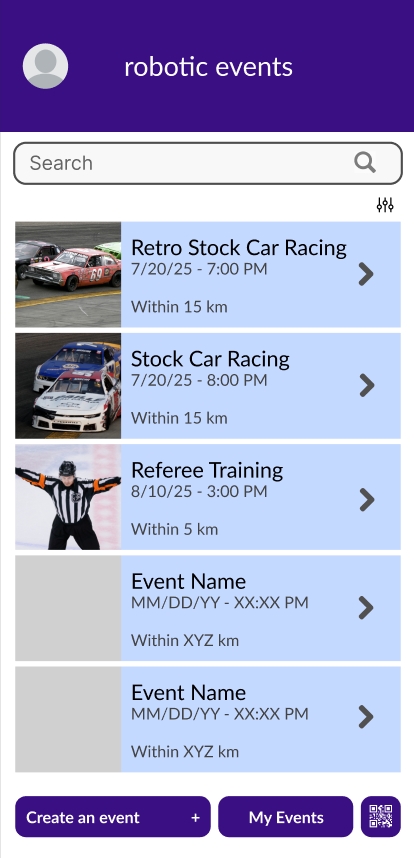 robotic events
Search
Retro Stock Car Racing
7/20/25 - 7:00 PM
Within 15 km
Stock Car Racing
7/20/25 - 8:00 PM
Within 15 km
Referee Training
8/10/25 - 3:00 PM
Within 5 km
Event Name
MM/DD/YY - XX:XX PM
Within XYZ km
Event Name
MM/DD/YY - XX:XX PM
Within XYZ km
Create an event +
My Events